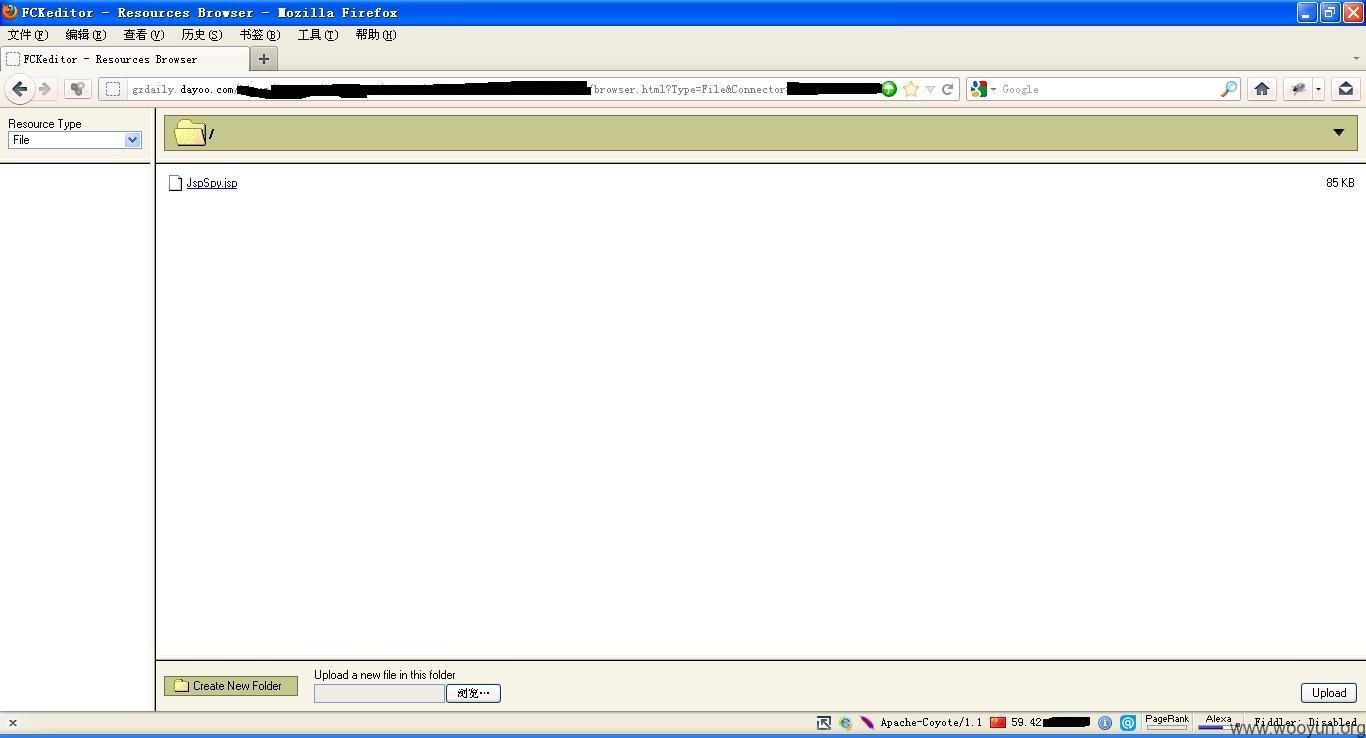 FCKeditor - Resources Browser - Mozilla Firefox
文件(F) 编辑(E) 查看(V) 历史(S) 书签(B) 工具(T) 帮助(H)
FCKeditor - Resources Browser
gzdaily.dayoo.com/ /browser.html?Type=File&Connector
Google
Resource Type
File
/
JspSpy.jsp 85 KB
Create New Folder
Upload a new file in this folder
浏览…
Upload
Apache-Coyote/1.1 59.42 PageRank Alexa Fiddler: Disabled
www.wooyun.org